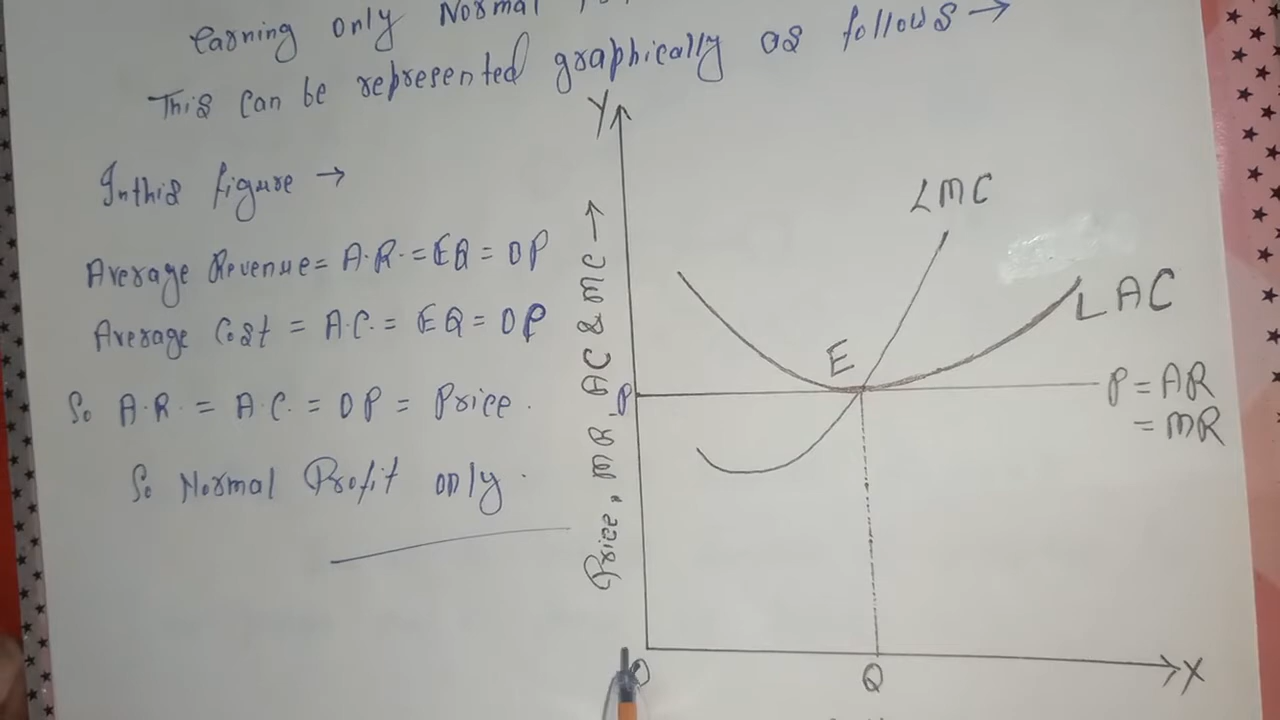 earning only Normal
This can be represented graphically as follows →
In this figure →
Average Revenue = A.R. = EQ = OP
Average Cost = A.C. = EQ = OP
So A.R. = A.C. = OP = Price.
So Normal Profit only.
Y
Price, MR, AC & MC →
LMC
LAC
E
P
P = AR
= MR
O
Q
X